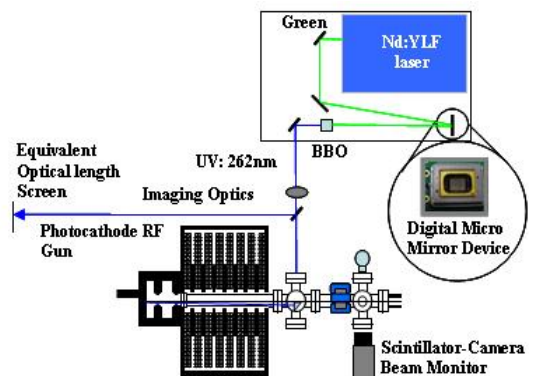 Green
Nd:YLF
laser
BBO
UV: 262nm
Equivalent
Optical length
Screen
Imaging Optics
Photocathode RF
Gun
Digital Micro
Mirror Device
Scintillator-Camera
Beam Monitor